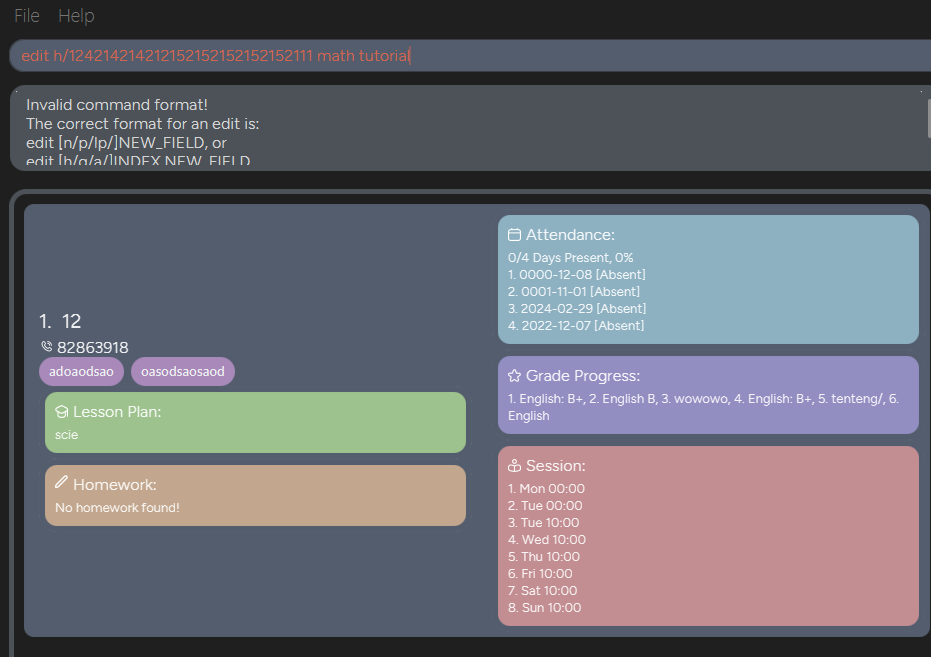 File Help
edit h/124214214212152152152152152111 math tutorial
Invalid command format!
The correct format for an edit is:
edit [n/p/lp/]NEW_FIELD, or
edit [h/g/a/]INDEX NEW_FIELD
1. 12
82863918
adoaodsao oasodsaosaod
Lesson Plan:
scie
Homework:
No homework found!
Attendance:
0/4 Days Present, 0%
1. 0000-12-08 [Absent]
2. 0001-11-01 [Absent]
3. 2024-02-29 [Absent]
4. 2022-12-07 [Absent]
Grade Progress:
1. English: B+, 2. English B, 3. wowowo, 4. English: B+, 5. tenteng/, 6.
English
Session:
1. Mon 00:00
2. Tue 00:00
3. Tue 10:00
4. Wed 10:00
5. Thu 10:00
6. Fri 10:00
7. Sat 10:00
8. Sun 10:00